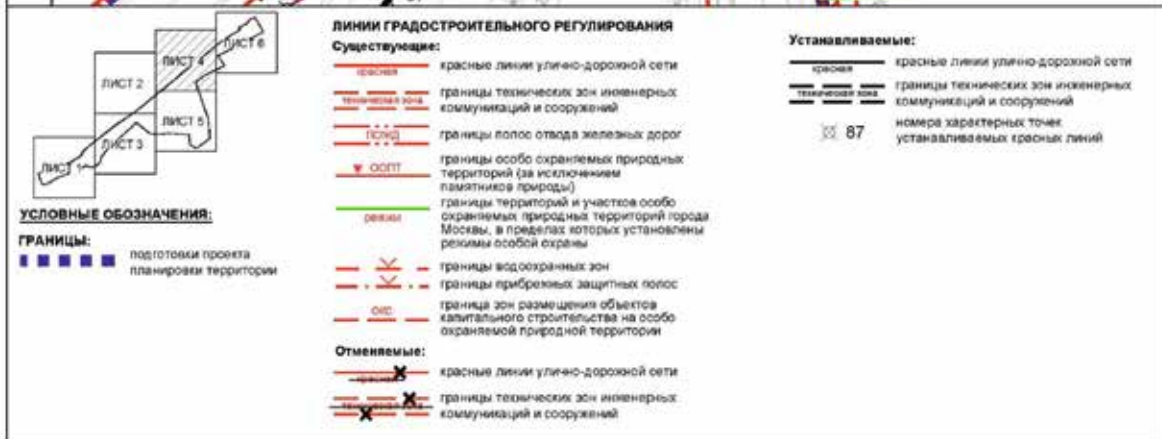 ЛИСТ 6
ЛИСТ 4
ЛИСТ 2
ЛИСТ 5
ЛИСТ 3
ЛИСТ 1
УСЛОВНЫЕ ОБОЗНАЧЕНИЯ:
ГРАНИЦЫ:
подготовки проекта
планировки территории
ЛИНИИ ГРАДОСТРОИТЕЛЬНОГО РЕГУЛИРОВАНИЯ
Существующие:
красная
красные линии улично-дорожной сети
техническая зона
границы технических зон инженерных
коммуникаций и сооружений
границы полос отвода железных дорог
ООПТ
границы особо охраняемых природных
территорий (за исключением
памятников природы)
режим
границы территорий и участков особо
охраняемых природных территорий города
Москвы, в пределах которых установлены
режимы особой охраны
границы водоохранных зон
границы прибрежных защитных полос
окс
граница зон размещения объектов
капитального строительства на особо
охраняемой природной территории
Отменяемые:
красная
красные линии улично-дорожной сети
техническая зона
границы технических зон инженерных
коммуникаций и сооружений
Устанавливаемые:
красная
красные линии улично-дорожной сети
техническая зона
границы технических зон инженерных
коммуникаций и сооружений
87
номера характерных точек
устанавливаемых красных линий